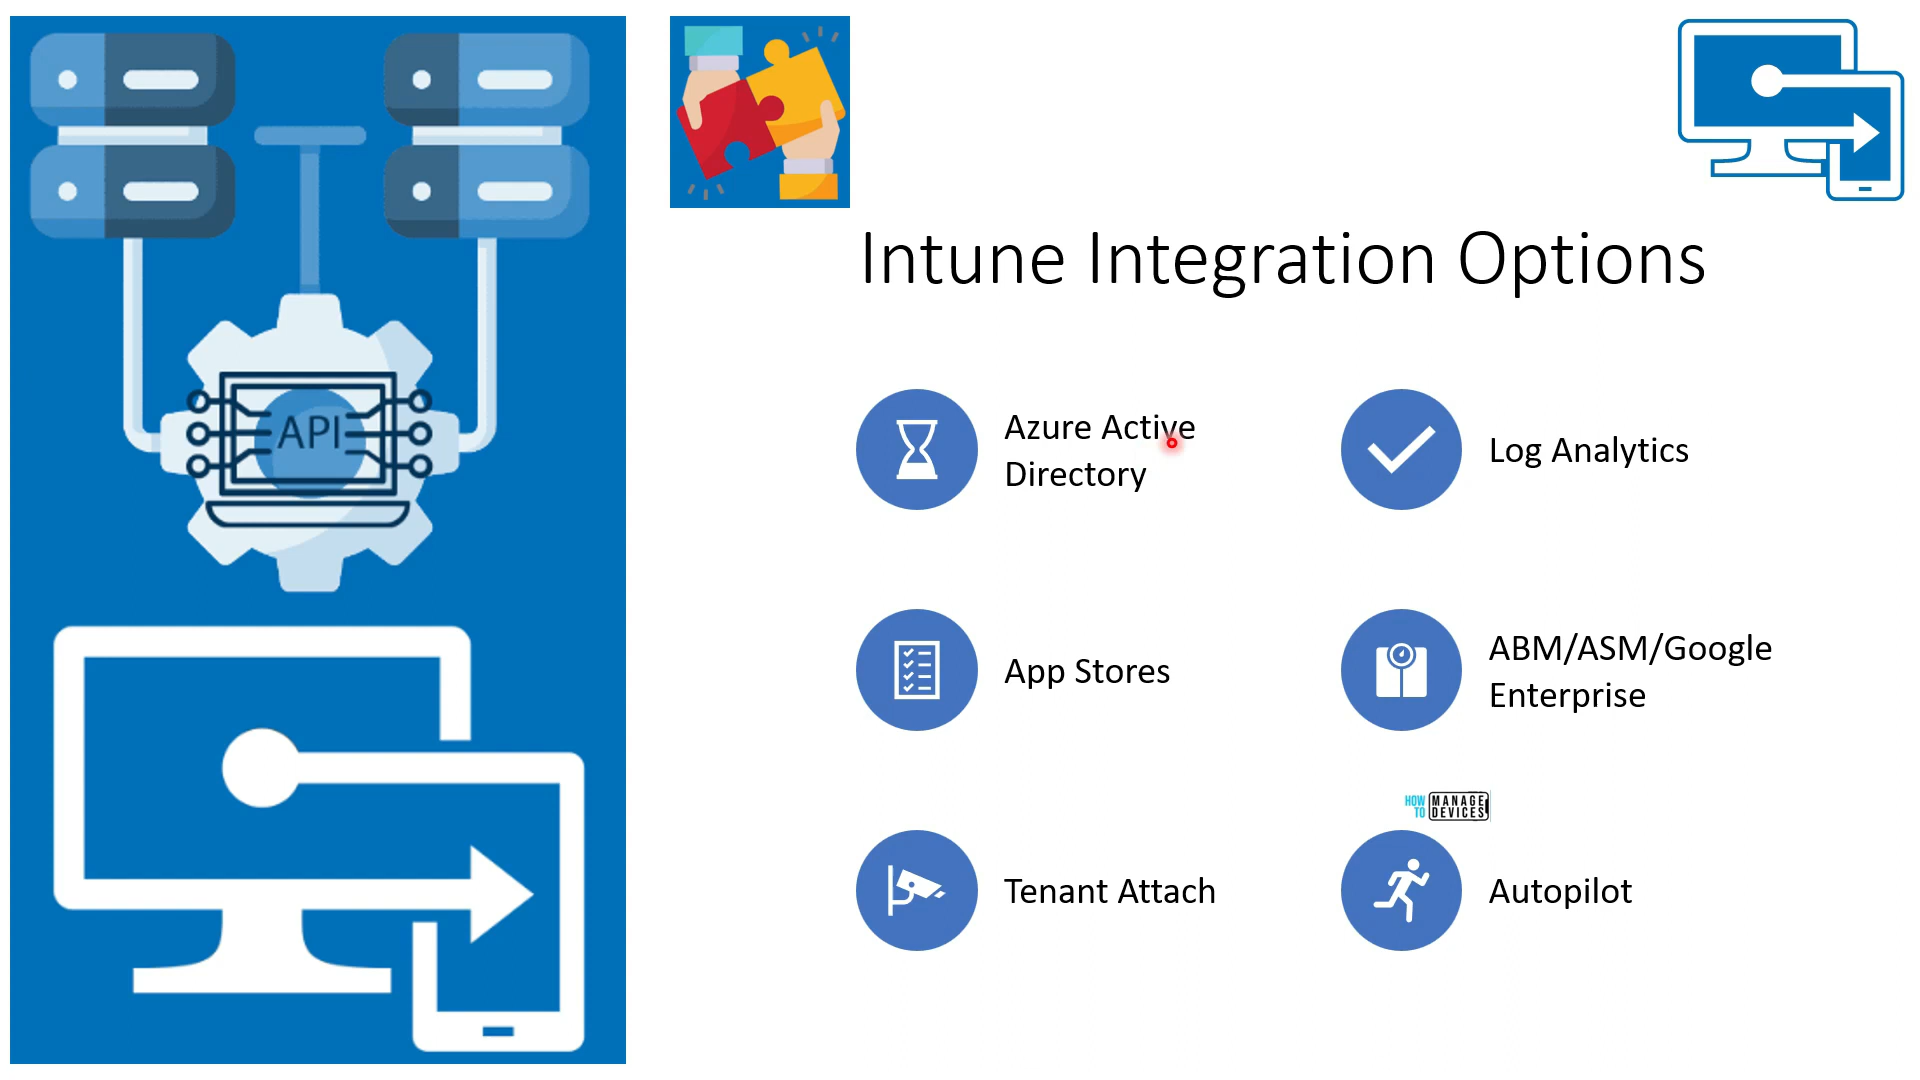 API
Intune Integration Options
Azure Active
Directory
Log Analytics
App Stores
ABM/ASM/Google
Enterprise
HOW
TO
MANAGE
DEVICES
Tenant Attach
Autopilot